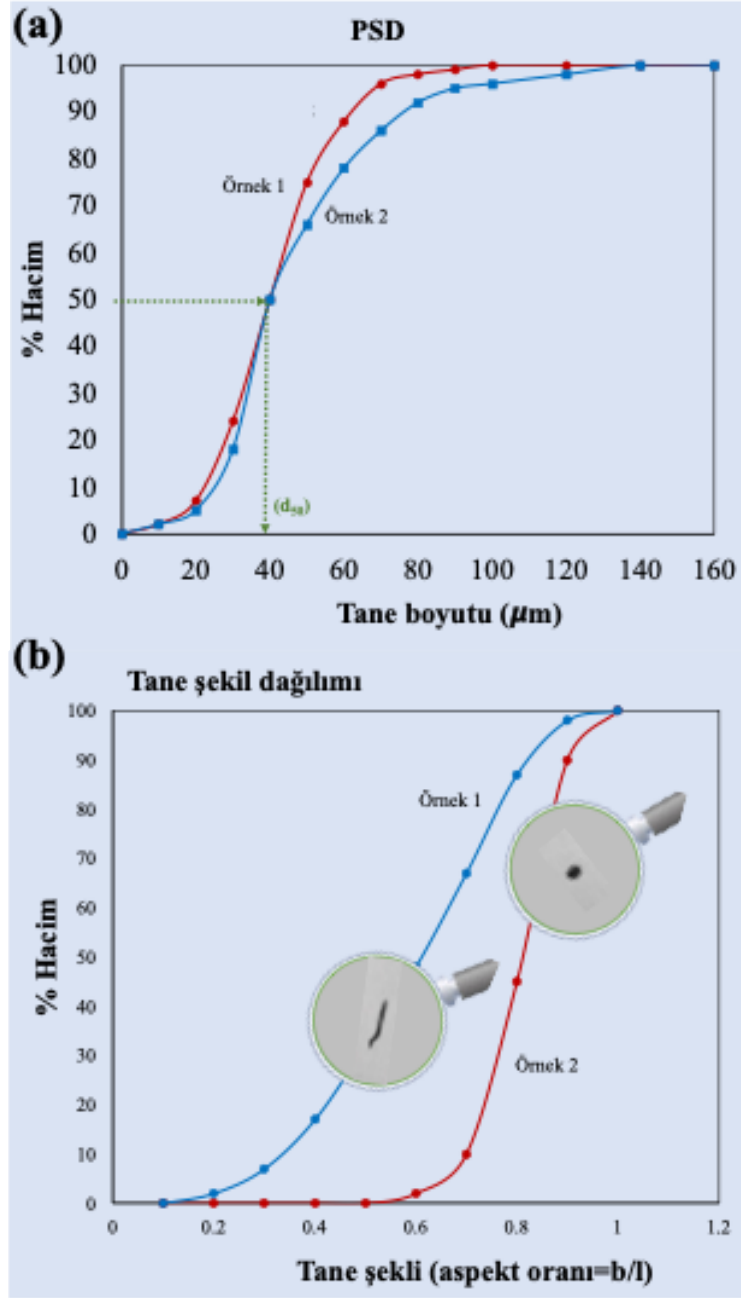 (a)
PSD
100
90
80
70
60
50
40
30
20
10
0
% Hacim
Örnek 1
Örnek 2
(d₅₀)
0 20 40 60 80 100 120 140 160
Tane boyutu (µm)
(b)
Tane şekil dağılımı
100
90
80
70
60
50
40
30
20
10
0
% Hacim
Örnek 1
Örnek 2
0 0.2 0.4 0.6 0.8 1 1.2
Tane şekli (aspekt oranı=b/l)